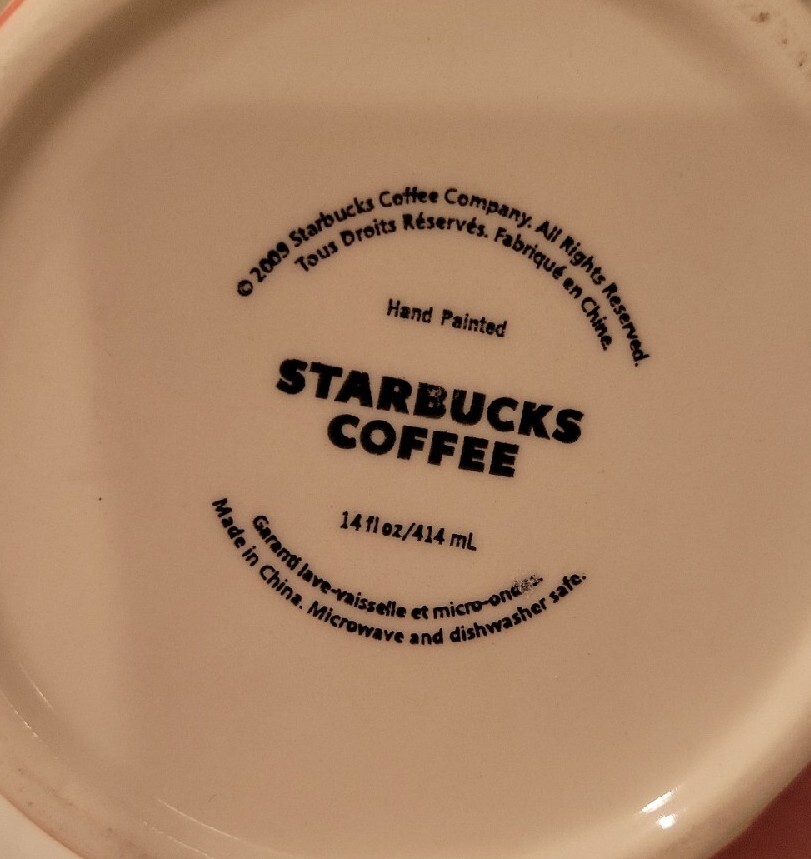 © 2009 Starbucks Coffee Company. All Rights Reserved.
Tous Droits Réservés. Fabriqué en Chine.
Hand Painted
STARBUCKS
COFFEE
14 fl oz/414 mL
Garanti lave-vaisselle et micro-ondes.
Made in China. Microwave and dishwasher safe.